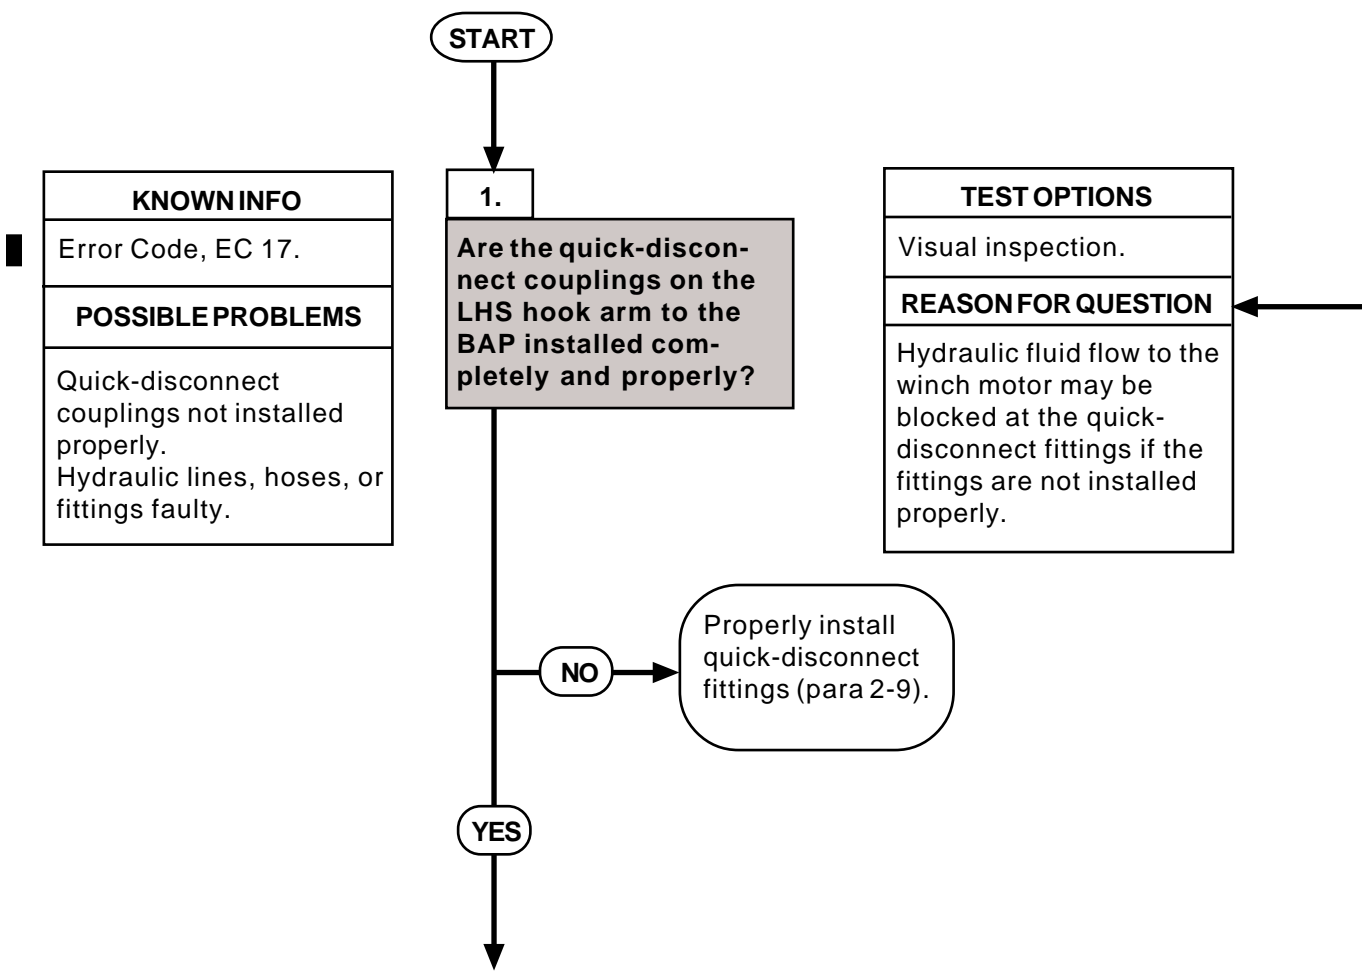 START
KNOWN INFO
Error Code, EC 17.
POSSIBLE PROBLEMS
Quick-disconnect
couplings not installed
properly.
Hydraulic lines, hoses, or
fittings faulty.
1.
Are the quick-discon-
nect couplings on the
LHS hook arm to the
BAP installed com-
pletely and properly?
TEST OPTIONS
Visual inspection.
REASON FOR QUESTION
Hydraulic fluid flow to the
winch motor may be
blocked at the quick-
disconnect fittings if the
fittings are not installed
properly.
NO
Properly install
quick-disconnect
fittings (para 2-9).
YES